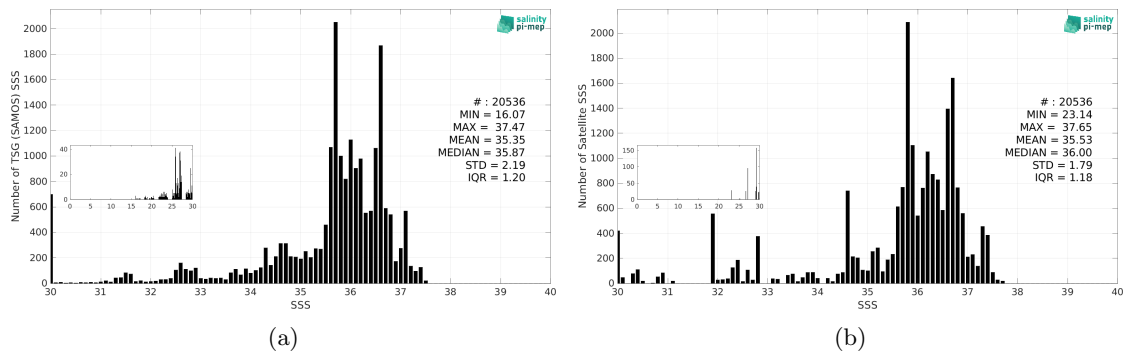 salinity
pi-mep
Number of TSG (SAMOS) SSS
2000
1800
1600
1400
1200
1000
800
600
400
200
0
# : 20536
MIN = 16.07
MAX = 37.47
MEAN = 35.35
MEDIAN = 35.87
STD = 2.19
IQR = 1.20
40
20
0
0 5 10 15 20 25 30
30 31 32 33 34 35 36 37 38 39 40
SSS
(a)
salinity
pi-mep
Number of Satellite SSS
2000
1800
1600
1400
1200
1000
800
600
400
200
0
# : 20536
MIN = 23.14
MAX = 37.65
MEAN = 35.53
MEDIAN = 36.00
STD = 1.79
IQR = 1.18
150
100
50
0
0 5 10 15 20 25 30
30 31 32 33 34 35 36 37 38 39 40
SSS
(b)